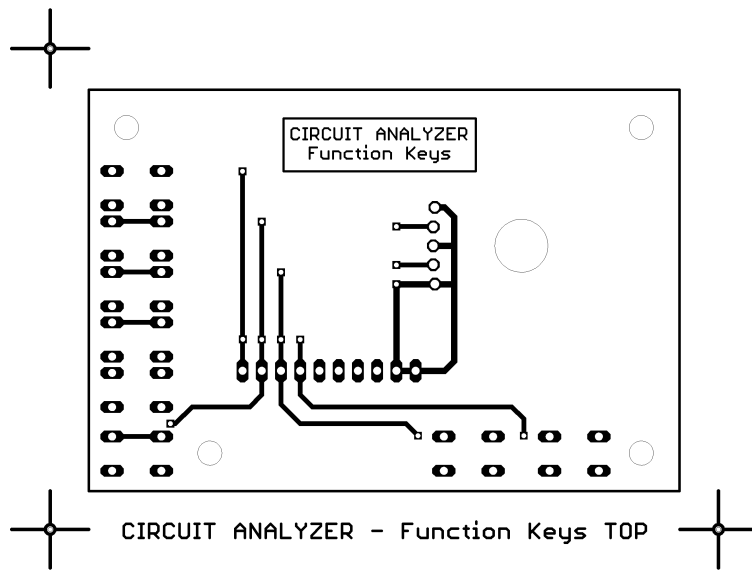 CIRCUIT ANALYZER
Function Keys
CIRCUIT ANALYZER - Function Keys TOP